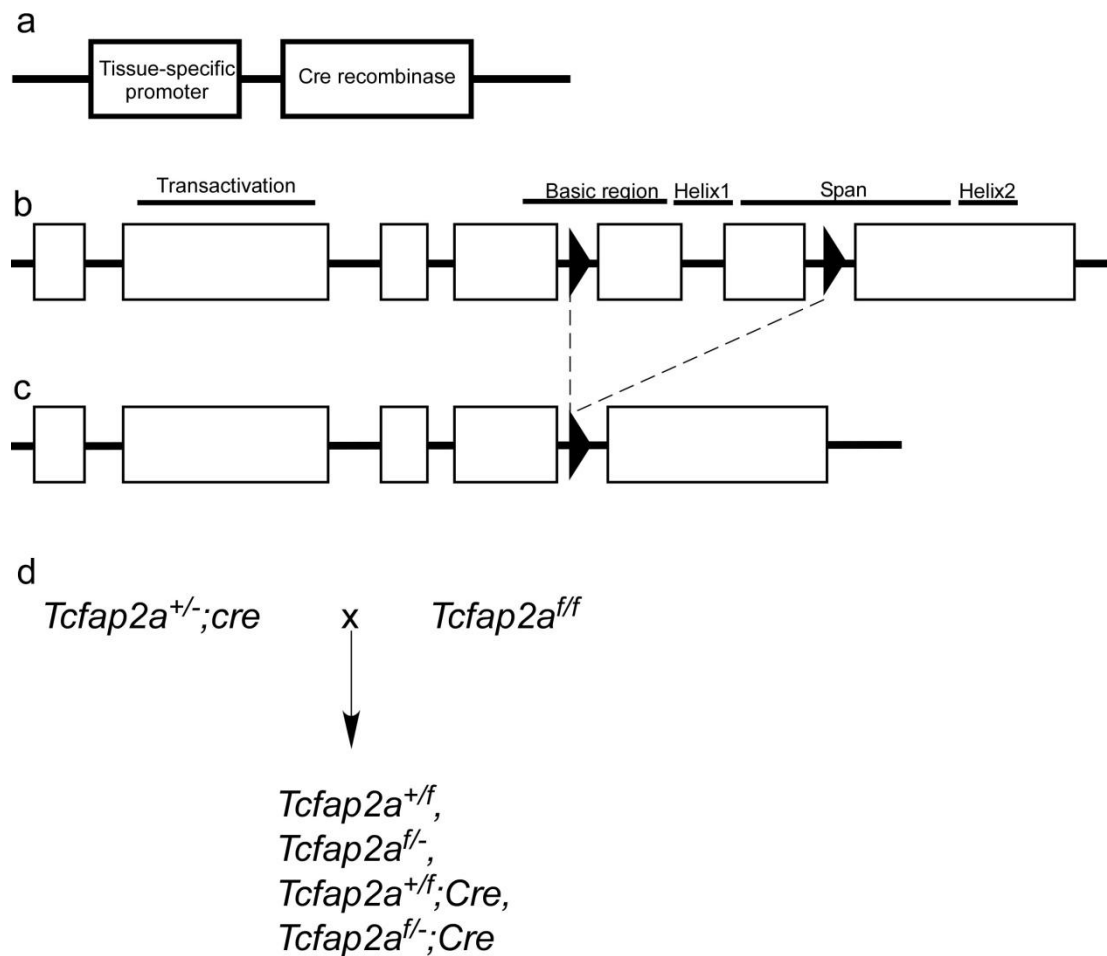 a
Tissue-specific
promoter
Cre recombinase
Transactivation
Basic region
Helix1
Span
Helix2
b
c
d
Tcfap2a+/-;cre x Tcfap2af/f
Tcfap2a+/f,
Tcfap2af/-,
Tcfap2a+/f;Cre,
Tcfap2af/-;Cre